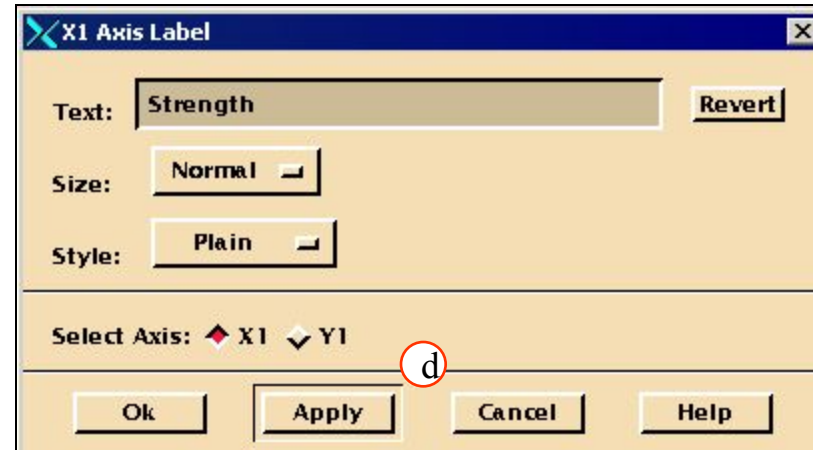 X1 Axis Label
Text: Strength Revert
Size: Normal
Style: Plain
Select Axis: X1 Y1
d
Ok Apply Cancel Help